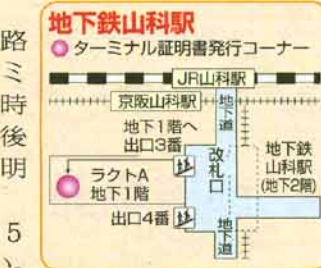 路
ミ
時
後
明
5
地下鉄山科駅
ターミナル証明書発行コーナー
JR山科駅
京阪山科駅
地下道
地下1階へ
出口3番
改札口
地下鉄
山科駅
(地下2階)
ラクトA
地下1階
出口4番
地下道